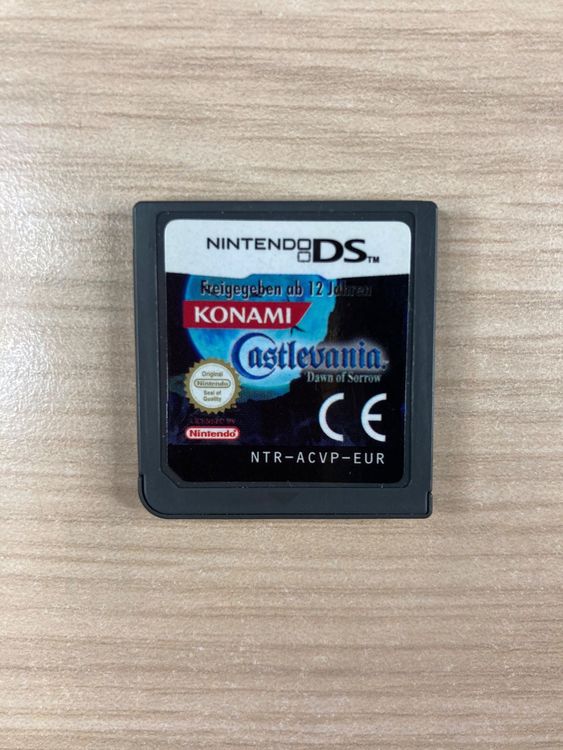 NINTENDO DS™
Freigegeben ab 12 Jahren
KONAMI
Castlevania
Dawn of Sorrow
Original
Nintendo
Seal of
Quality
LICENSED BY
Nintendo
CE
NTR-ACVP-EUR